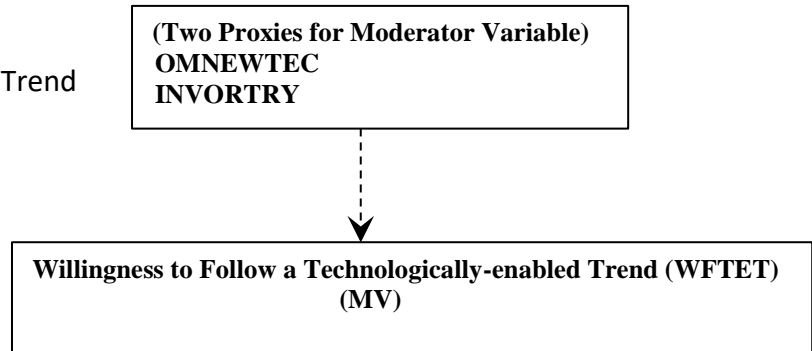 (Two Proxies for Moderator Variable)
OMNEWTEC
Trend
INVORTRY
Willingness to Follow a Technologically-enabled Trend (WFTET)
(MV)